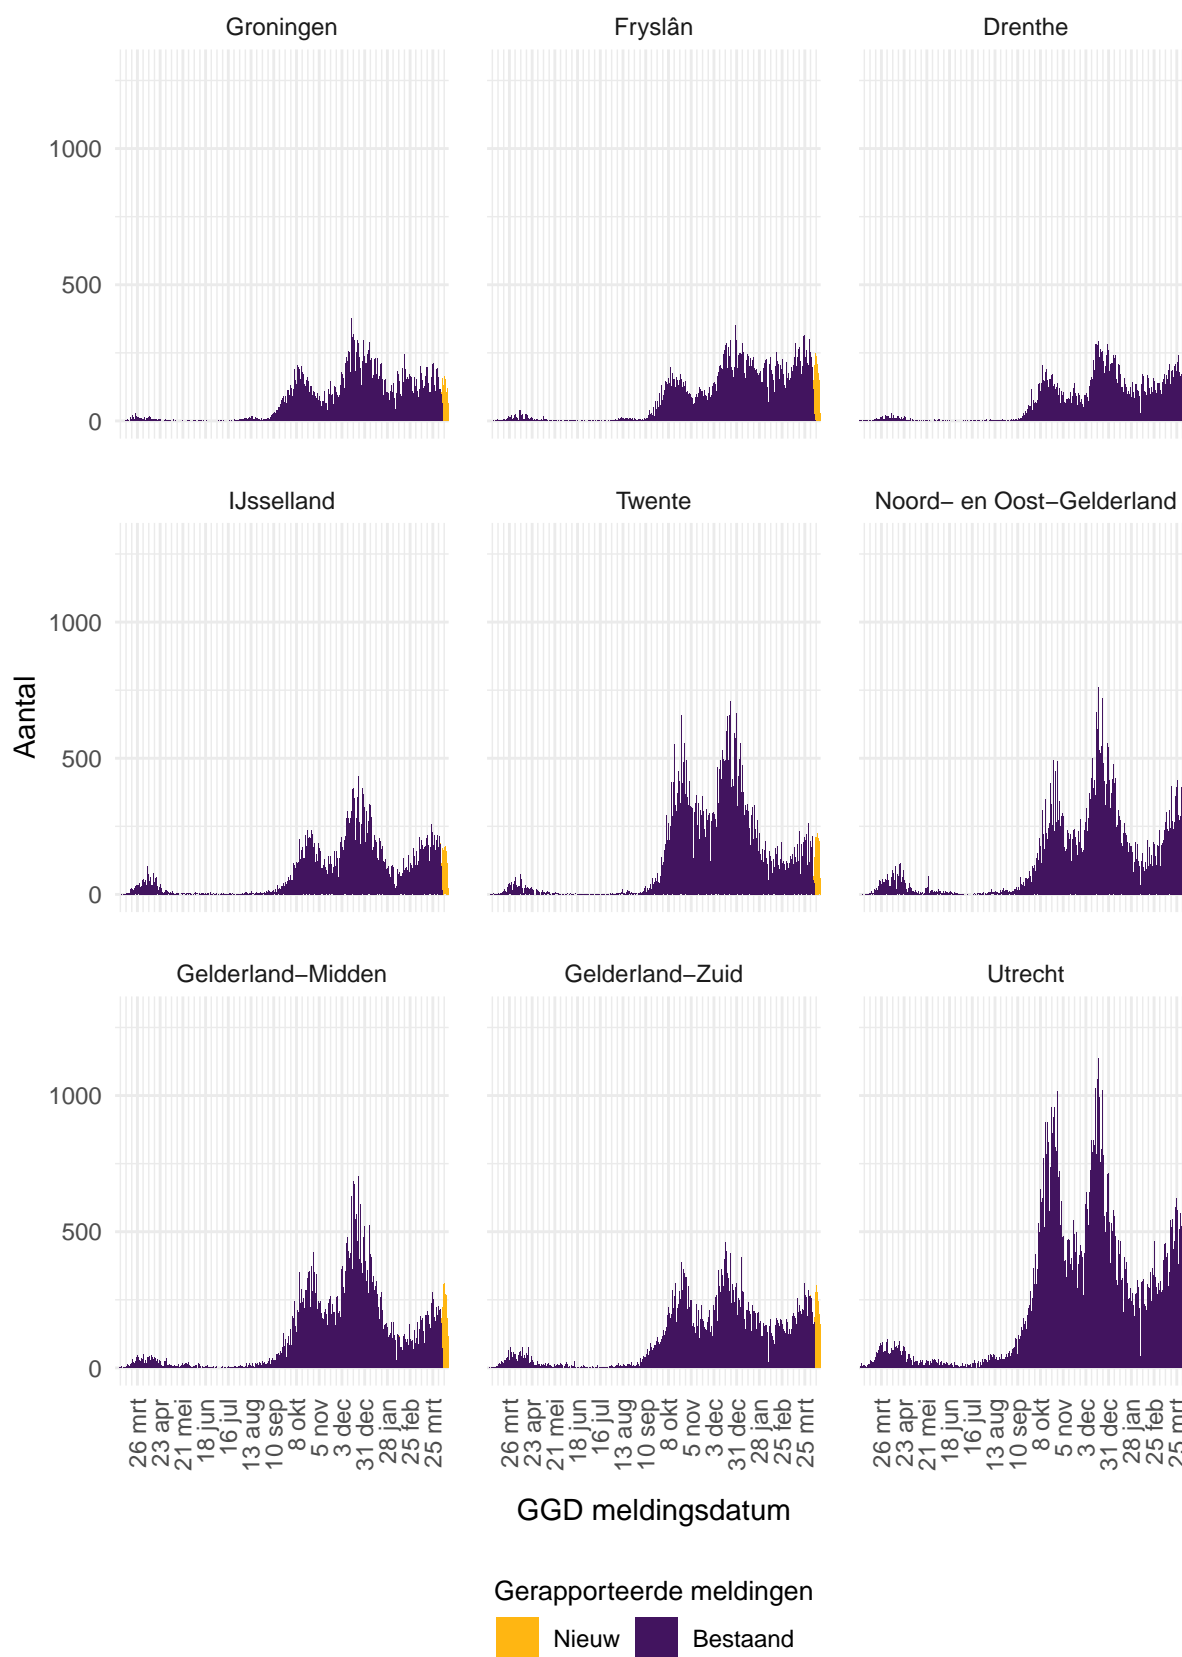 Groningen Fryslân Drenthe
1000
500
0
IJsselland Twente Noord- en Oost-Gelderland
1000
500
0
Aantal
Gelderland-Midden Gelderland-Zuid Utrecht
1000
500
0
26 mrt 23 apr 21 mei 18 jun 16 jul 13 aug 10 sep 8 okt 5 nov 3 dec 31 dec 28 jan 25 feb 25 mrt 26 mrt 23 apr 21 mei 18 jun 16 jul 13 aug 10 sep 8 okt 5 nov 3 dec 31 dec 28 jan 25 feb 25 mrt 26 mrt 23 apr 21 mei 18 jun 16 jul 13 aug 10 sep 8 okt 5 nov 3 dec 31 dec 28 jan 25 feb 25 mrt
GGD meldingsdatum
Gerapporteerde meldingen
Nieuw Bestaand